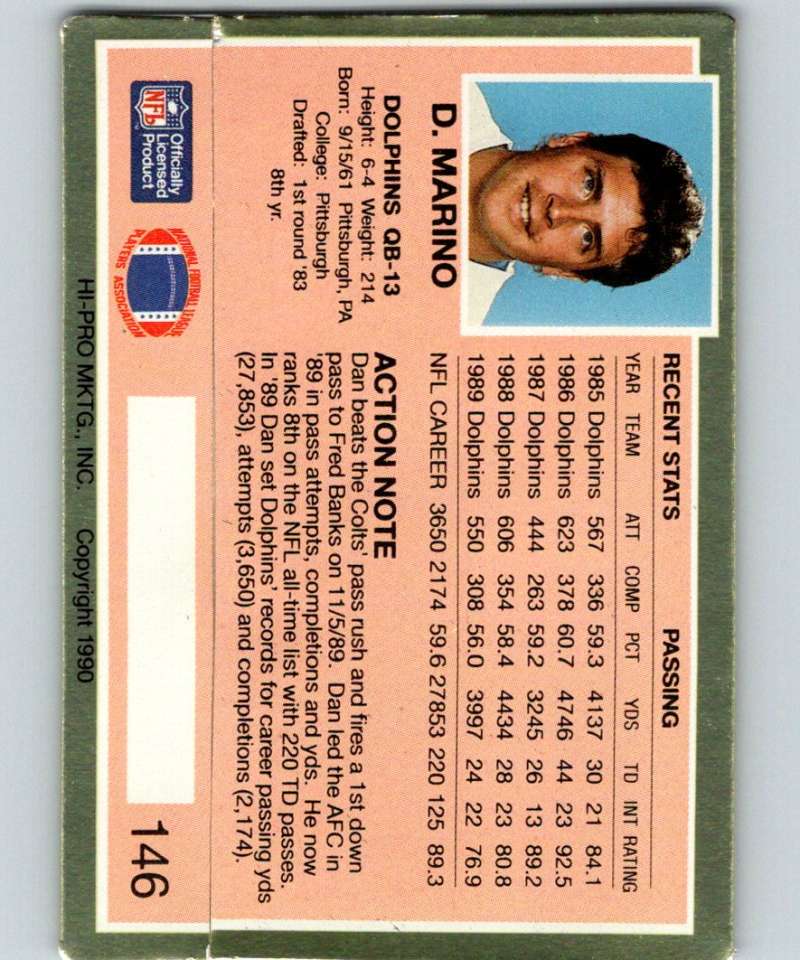 D. MARINO
DOLPHINS QB-13
Height: 6-4 Weight: 214
Born: 9/15/61 Pittsburgh, PA
College: Pittsburgh
Drafted: 1st round '83
8th yr.
RECENT STATS PASSING
YEAR TEAM ATT COMP PCT YDS TD INT RATING
1985 Dolphins 567 336 59.3 4137 30 21 84.1
1986 Dolphins 623 378 60.7 4746 44 23 92.5
1987 Dolphins 444 263 59.2 3245 26 13 89.2
1988 Dolphins 606 354 58.4 4434 28 23 80.8
1989 Dolphins 550 308 56.0 3997 24 22 76.9
NFL CAREER 3650 2174 59.6 27853 220 125 89.3
ACTION NOTE
Dan beats the Colts' pass rush and fires a 1st down
pass to Fred Banks on 11/5/89. Dan led the AFC in
'89 in pass attempts, completions and yds. He now
ranks 8th on the NFL all-time list with 220 TD passes.
In '89 Dan set Dolphins' records for career passing yds
(27,853), attempts (3,650) and completions (2,174).
NFL
Officially
Licensed
Product
NATIONAL FOOTBALL LEAGUE
PLAYERS ASSOCIATION
146
HI-PRO MKTG., INC. Copyright 1990